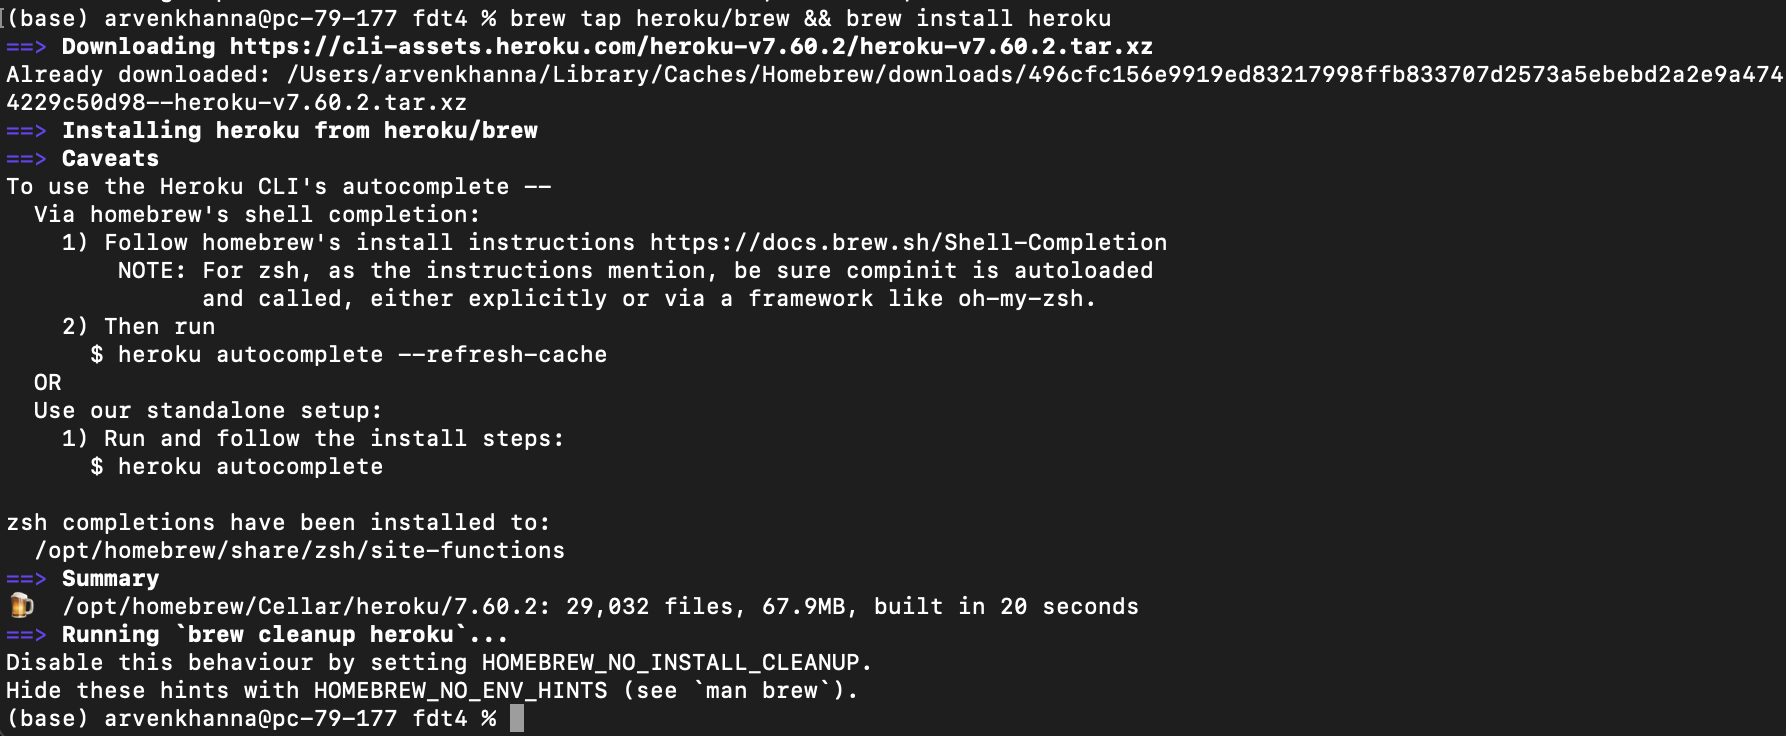 (base) arvenkhanna@pc-79-177 fdt4 % brew tap heroku/brew && brew install heroku
==> Downloading https://cli-assets.heroku.com/heroku-v7.60.2/heroku-v7.60.2.tar.xz
Already downloaded: /Users/arvenkhanna/Library/Caches/Homebrew/downloads/496cfc156e9919ed83217998ffb833707d2573a5ebebd2a2e9a474
4229c50d98--heroku-v7.60.2.tar.xz
==> Installing heroku from heroku/brew
==> Caveats
To use the Heroku CLI's autocomplete --
  Via homebrew's shell completion:
    1) Follow homebrew's install instructions https://docs.brew.sh/Shell-Completion
        NOTE: For zsh, as the instructions mention, be sure compinit is autoloaded
              and called, either explicitly or via a framework like oh-my-zsh.
    2) Then run
      $ heroku autocomplete --refresh-cache
  OR
  Use our standalone setup:
    1) Run and follow the install steps:
      $ heroku autocomplete

zsh completions have been installed to:
  /opt/homebrew/share/zsh/site-functions
==> Summary
🍺  /opt/homebrew/Cellar/heroku/7.60.2: 29,032 files, 67.9MB, built in 20 seconds
==> Running `brew cleanup heroku`...
Disable this behaviour by setting HOMEBREW_NO_INSTALL_CLEANUP.
Hide these hints with HOMEBREW_NO_ENV_HINTS (see `man brew`).
(base) arvenkhanna@pc-79-177 fdt4 %